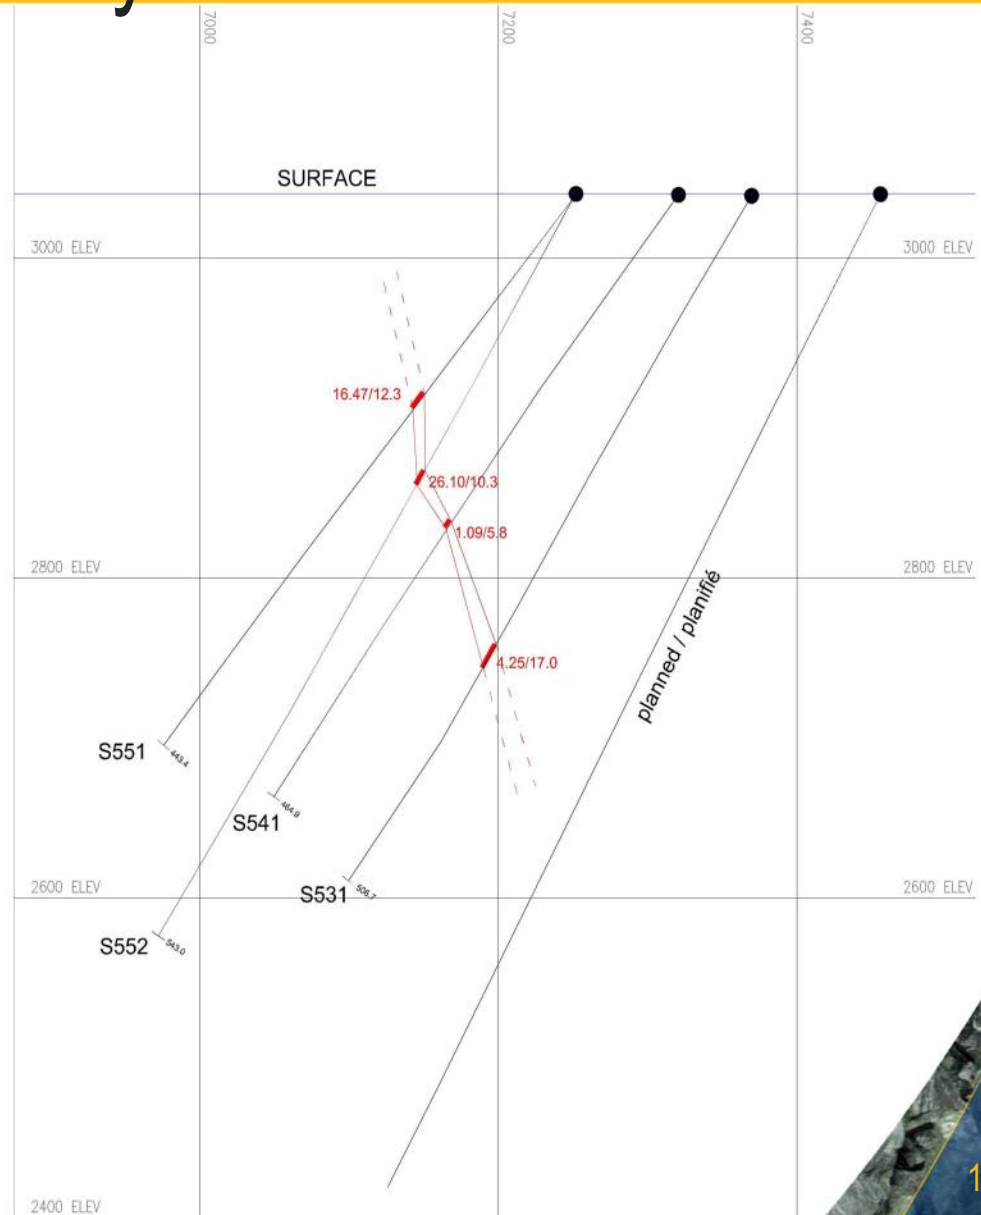 y
7000
7200
7400
SURFACE
3000 ELEV
3000 ELEV
16.47/12.3
26.10/10.3
1.09/5.8
2800 ELEV
2800 ELEV
planned / planifié
4.25/17.0
S551
443.4
S541
464.9
S531
506.7
2600 ELEV
2600 ELEV
S552
543.0
1
2400 ELEV